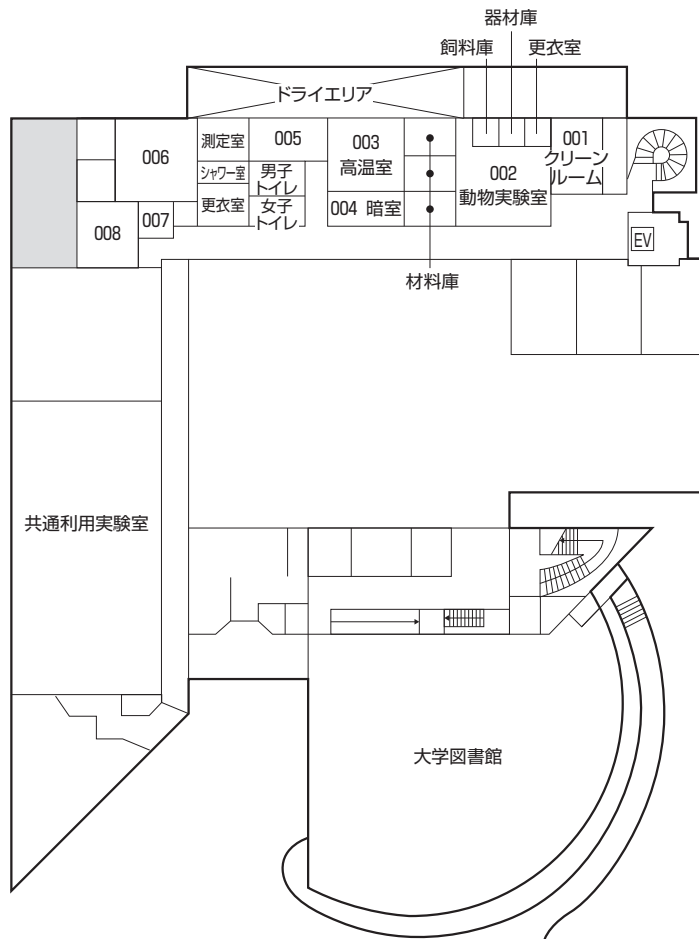 器材庫
飼料庫
更衣室
ドライエリア
006
測定室
005
003
高温室
001
クリーン
ルーム
002
動物実験室
シャワー室
男子
トイレ
更衣室
女子
トイレ
004 暗室
007
008
EV
材料庫
共通利用実験室
大学図書館